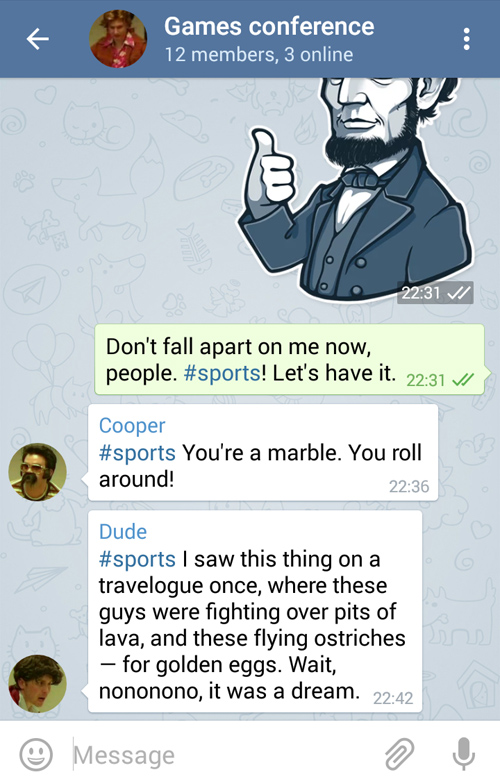 Games conference
12 members, 3 online
22:31
Don't fall apart on me now,
people. #sports! Let's have it. 22:31
Cooper
#sports You're a marble. You roll
around! 22:36
Dude
#sports I saw this thing on a
travelogue once, where these
guys were fighting over pits of
lava, and these flying ostriches
— for golden eggs. Wait,
nononono, it was a dream. 22:42
Message